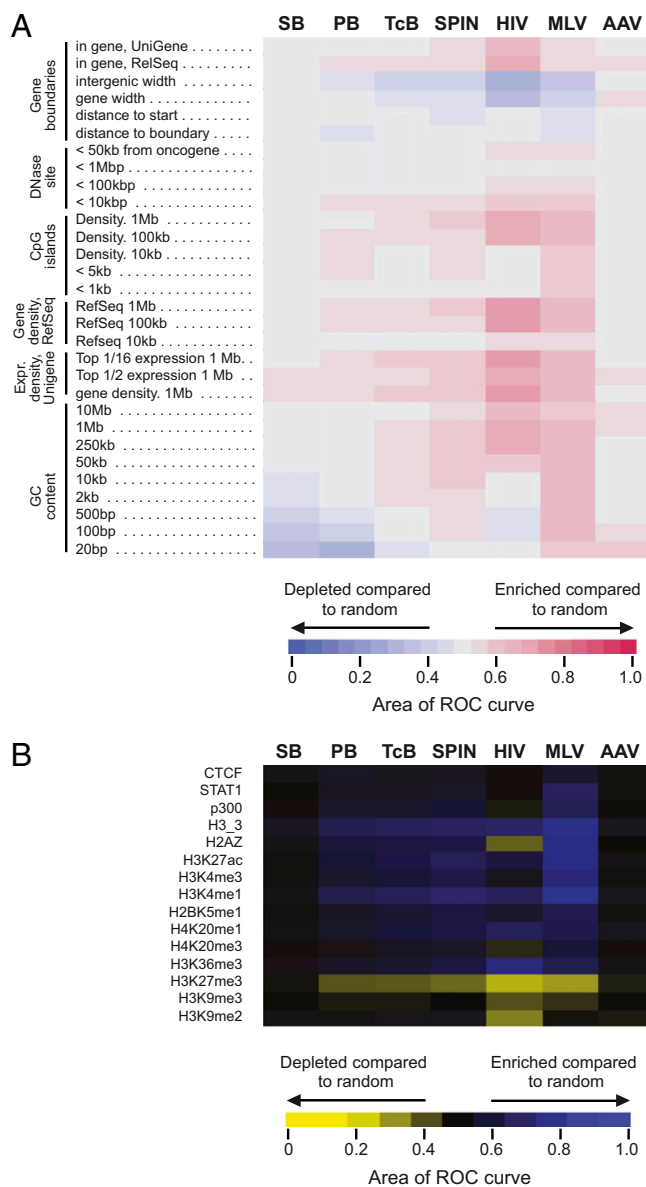 A
SB PB TcB SPIN HIV MLV AAV
Gene boundaries
in gene, UniGene
in gene, RelSeq
intergenic width
gene width
distance to start
distance to boundary
DNase site
< 50kb from oncogene
< 1Mbp
< 100kbp
< 10kbp
CpG islands
Density. 1Mb
Density. 100kb
Density. 10kb
< 5kb
< 1kb
Gene density, RefSeq
RefSeq 1Mb
RefSeq 100kb
Refseq 10kb
Expr. density, Unigene
Top 1/16 expression 1 Mb.
Top 1/2 expression 1 Mb
gene density. 1Mb
GC content
10Mb
1Mb
250kb
50kb
10kb
2kb
500bp
100bp
20bp
Depleted compared to random
Enriched compared to random
0 0.2 0.4 0.6 0.8 1.0
Area of ROC curve
B
SB PB TcB SPIN HIV MLV AAV
CTCF
STAT1
p300
H3_3
H2AZ
H3K27ac
H3K4me3
H3K4me1
H2BK5me1
H4K20me1
H4K20me3
H3K36me3
H3K27me3
H3K9me3
H3K9me2
Depleted compared to random
Enriched compared to random
0 0.2 0.4 0.6 0.8 1.0
Area of ROC curve